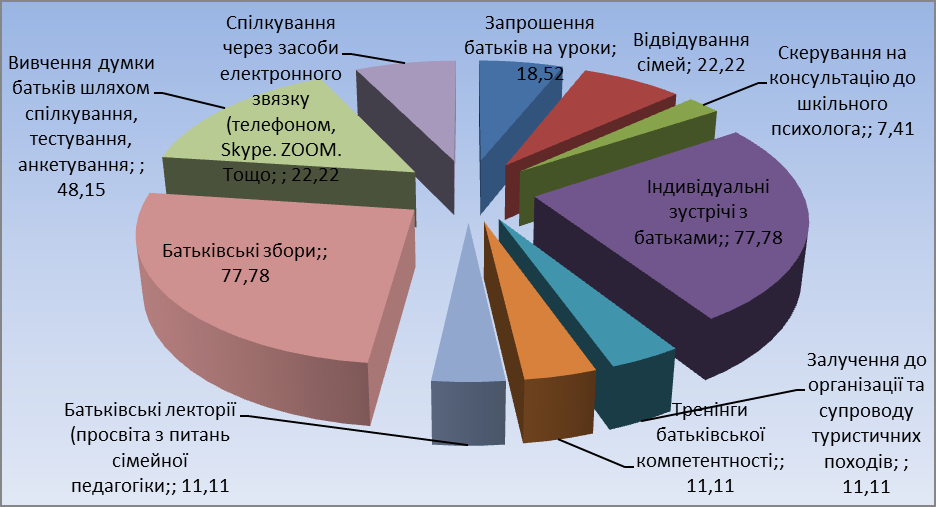 Запрошення
батьків на уроки;
18,52
Відвідування
сімей; 22,22
Скерування на
консультацію до
шкільного
психолога;; 7,41
Індивідуальні
зустрічі з
батьками;; 77,78
Залучення до
організації та
супроводу
туристичних
походів; ;
11,11
Тренінги
батьківської
компетентності;;
11,11
Батьківські лекторії
(просвіта з питань
сімейної
педагогіки;; 11,11
Батьківські збори;;
77,78
Вивчення думки
батьків шляхом
спілкування,
тестування,
анкетування; ;
48,15
Спілкування
через засоби
електронного
звязку
(телефоном,
Skype. ZOOM.
Тощо; ; 22,22